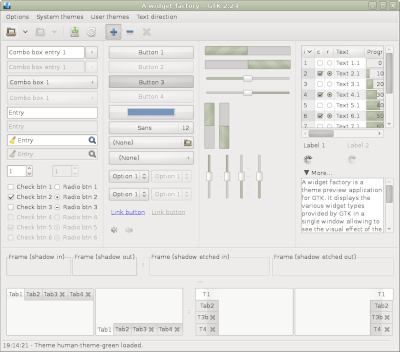 A widget factory - GTK 2.24
Options System themes User themes Text direction
Combo box entry 1
Combo box entry 1
Combo box 1
Combo box 1
Entry
Entry
Entry
Entry
1 1
Check btn 1 Radio btn 1
Check btn 2 Radio btn 2
Check btn 3 Radio btn 3
Check btn 4 Radio btn 4
Check btn 5 Radio btn 5
Check btn 6 Radio btn 6
Button 1
Button 2
Button 3
Button 4
Sans 12
(None)
(None)
Option 1 Option 1
Option 1 Option 1
Link button Link button
i c r Text Progr
1 Text 1.1 0
2 Text 2.1 10
3 Text 3.1 20
4 Text 4.1 30
5 Text 5.1 40
6 Text 6.1 50
7 Text 7.1 60
Label 1 Label 2
More...
A widget factory is a
theme preview application
for GTK. It displays the
various widget types
provided by GTK in a
single window allowing to
see the visual effect of the
Frame (shadow in) Frame (shadow out) Frame (shadow etched in) Frame (shadow etched out)
Tab1 Tab2 Tab3 Tab4
Tab1 Tab2 Tab3 Tab4
T1
Tab2
T3b
T4
T1
Tab2
T3b
T4
19:14:21 - Theme human-theme-green loaded.